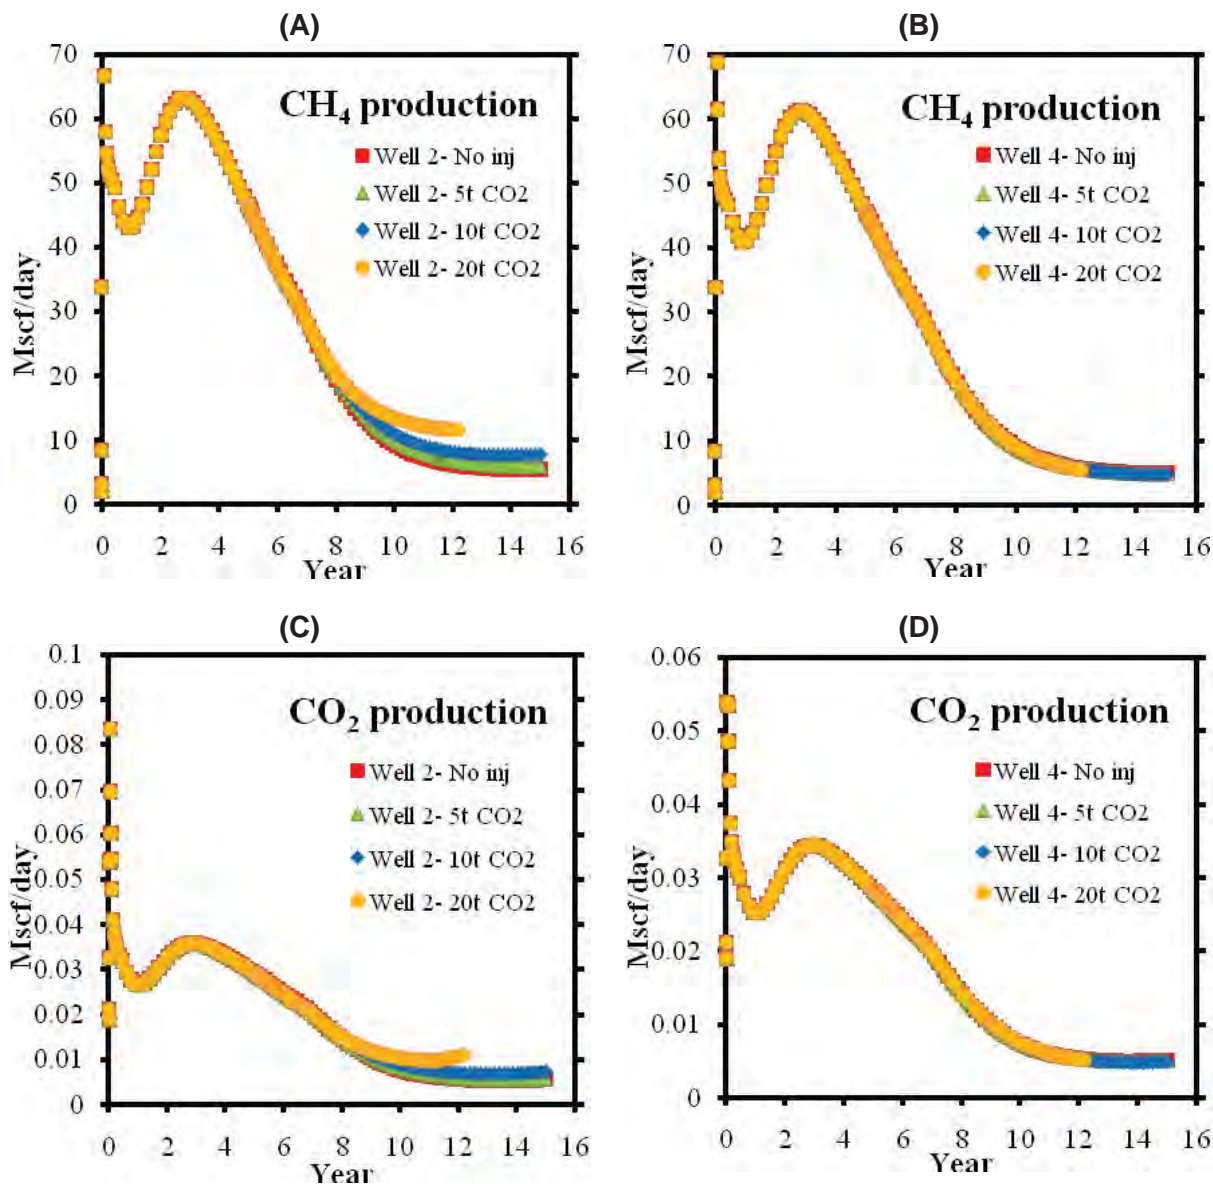 (A)
CH4 production
Well 2- No inj
Well 2- 5t CO2
Well 2- 10t CO2
Well 2- 20t CO2
Mscf/day
70
60
50
40
30
20
10
0
0 2 4 6 8 10 12 14 16
Year
(B)
CH4 production
Well 4- No inj
Well 4- 5t CO2
Well 4- 10t CO2
Well 4- 20t CO2
Mscf/day
70
60
50
40
30
20
10
0
0 2 4 6 8 10 12 14 16
Year
(C)
CO2 production
Well 2- No inj
Well 2- 5t CO2
Well 2- 10t CO2
Well 2- 20t CO2
Mscf/day
0.1
0.09
0.08
0.07
0.06
0.05
0.04
0.03
0.02
0.01
0
0 2 4 6 8 10 12 14 16
Year
(D)
CO2 production
Well 4- No inj
Well 4- 5t CO2
Well 4- 10t CO2
Well 4- 20t CO2
Mscf/day
0.06
0.05
0.04
0.03
0.02
0.01
0
0 2 4 6 8 10 12 14 16
Year